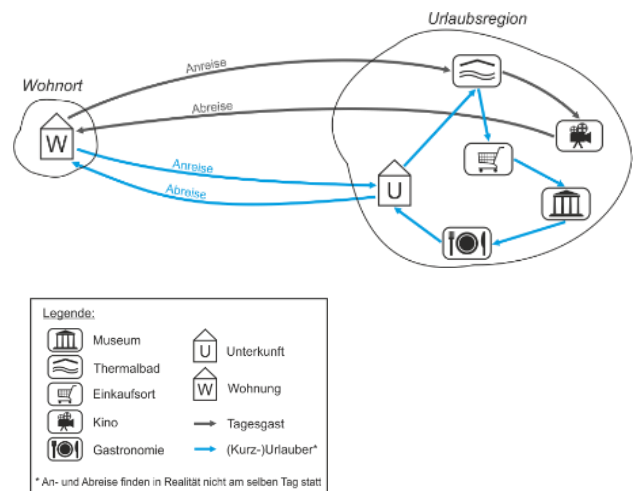 Urlaubsregion
Wohnort
Anreise
Abreise
W
Anreise
Abreise
U
Legende:
Museum
Thermalbad
Einkaufsort
Kino
Gastronomie
U Unterkunft
W Wohnung
Tagesgast
(Kurz-)Urlauber*
* An- und Abreise finden in Realität nicht am selben Tag statt